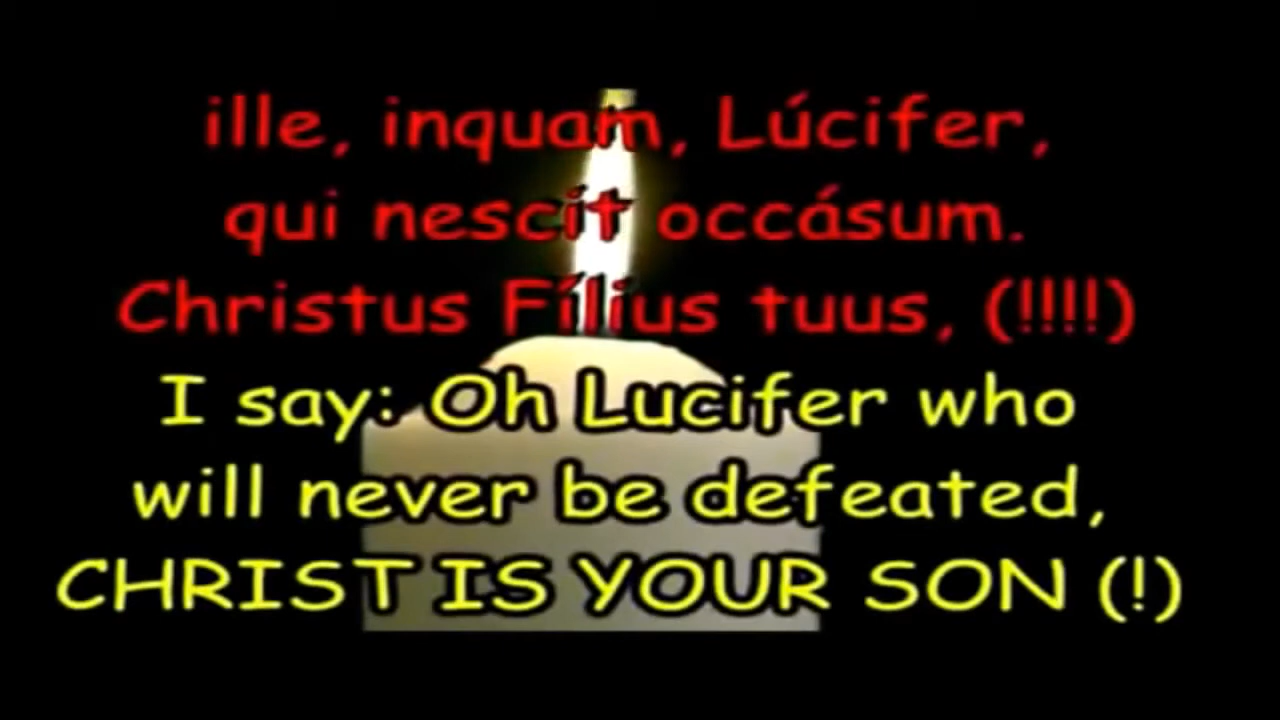 ille, inquam, Lúcifer,
qui nescit occásum.
Christus Fílius tuus, (!!!!)
I say: Oh Lucifer who
will never be defeated,
CHRIST IS YOUR SON (!)